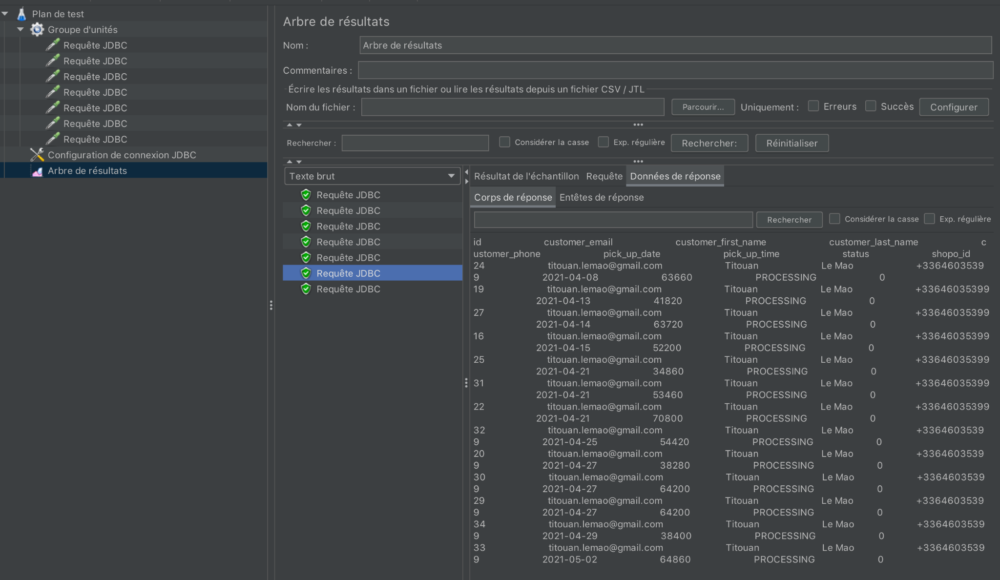 Plan de test
Groupe d'unités
Requête JDBC
Requête JDBC
Requête JDBC
Requête JDBC
Requête JDBC
Requête JDBC
Requête JDBC
Configuration de connexion JDBC
Arbre de résultats
Arbre de résultats
Nom : Arbre de résultats
Commentaires :
Écrire les résultats dans un fichier ou lire les résultats depuis un fichier CSV / JTL
Nom du fichier : Parcourir... Uniquement : Erreurs Succès Configurer
Rechercher : Considérer la casse Exp. régulière Rechercher: Réinitialiser
Texte brut
Requête JDBC
Requête JDBC
Requête JDBC
Requête JDBC
Requête JDBC
Requête JDBC
Requête JDBC
Résultat de l'échantillon Requête Données de réponse
Corps de réponse Entêtes de réponse
Rechercher Considérer la casse Exp. régulière
id customer_email customer_first_name customer_last_name c
ustomer_phone pick_up_date pick_up_time status shopo_id
24 titouan.lemao@gmail.com Titouan Le Mao +3364603539
9 2021-04-08 63660 PROCESSING 0
19 titouan.lemao@gmail.com Titouan Le Mao +33646035399
2021-04-13 41820 PROCESSING 0
27 titouan.lemao@gmail.com Titouan Le Mao +33646035399
2021-04-14 63720 PROCESSING 0
16 titouan.lemao@gmail.com Titouan Le Mao +33646035399
2021-04-15 52200 PROCESSING 0
25 titouan.lemao@gmail.com Titouan Le Mao +33646035399
2021-04-21 34860 PROCESSING 0
31 titouan.lemao@gmail.com Titouan Le Mao +33646035399
2021-04-21 53460 PROCESSING 0
22 titouan.lemao@gmail.com Titouan Le Mao +33646035399
2021-04-21 70800 PROCESSING 0
32 titouan.lemao@gmail.com Titouan Le Mao +3364603539
9 2021-04-25 54420 PROCESSING 0
20 titouan.lemao@gmail.com Titouan Le Mao +3364603539
9 2021-04-27 38280 PROCESSING 0
30 titouan.lemao@gmail.com Titouan Le Mao +3364603539
9 2021-04-27 64200 PROCESSING 0
29 titouan.lemao@gmail.com Titouan Le Mao +3364603539
9 2021-04-27 64200 PROCESSING 0
34 titouan.lemao@gmail.com Titouan Le Mao +3364603539
9 2021-04-29 38400 PROCESSING 0
33 titouan.lemao@gmail.com Titouan Le Mao +3364603539
9 2021-05-02 64860 PROCESSING 0